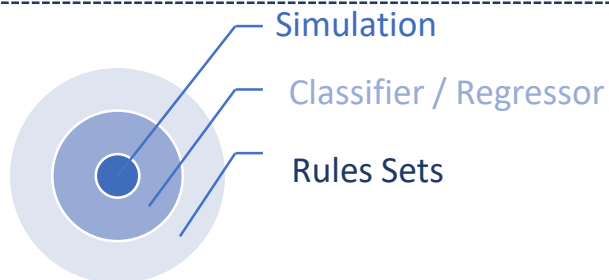 Simulation
Classifier / Regressor
Rules Sets